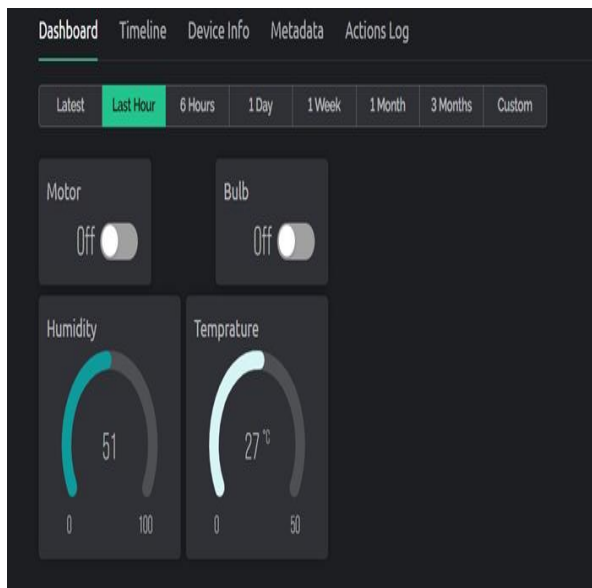 Dashboard Timeline Device Info Metadata Actions Log
Latest Last Hour 6 Hours 1 Day 1 Week 1 Month 3 Months Custom
Motor Bulb
Off Off
Humidity Temprature
51 27 °C
0 100 0 50